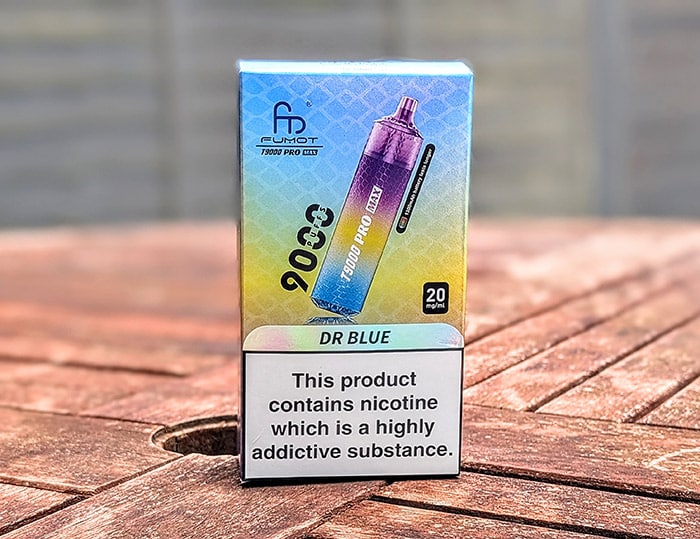 FUMOT
T9000 PRO MAX
9000
PUFFS
T9000 PRO MAX
20
mg/ml
DR BLUE
This product
contains nicotine
which is a highly
addictive substance.